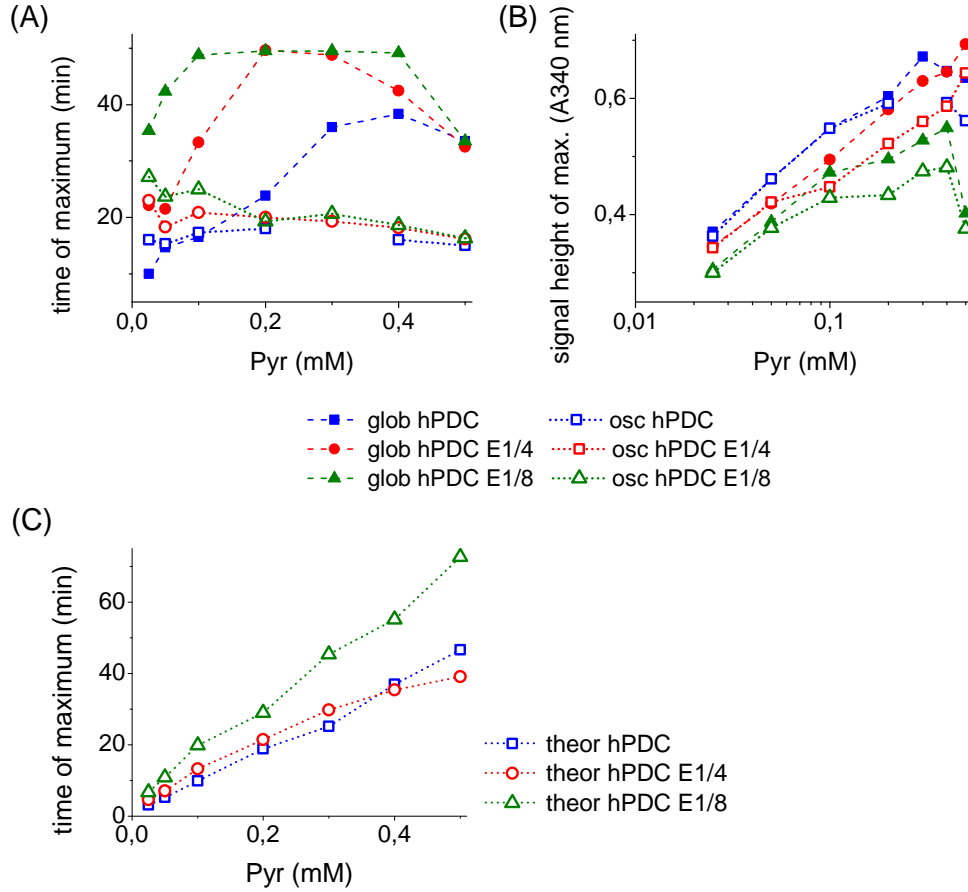 (A)
(B)
time of maximum (min)
40
20
0,0
0,2
0,4
Pyr (mM)
signal height of max. (A340 nm)
0,6
0,4
0,01
0,1
Pyr (mM)
glob hPDC
osc hPDC
glob hPDC E1/4
osc hPDC E1/4
glob hPDC E1/8
osc hPDC E1/8
(C)
time of maximum (min)
60
40
20
0
0,0
0,2
0,4
Pyr (mM)
theor hPDC
theor hPDC E1/4
theor hPDC E1/8